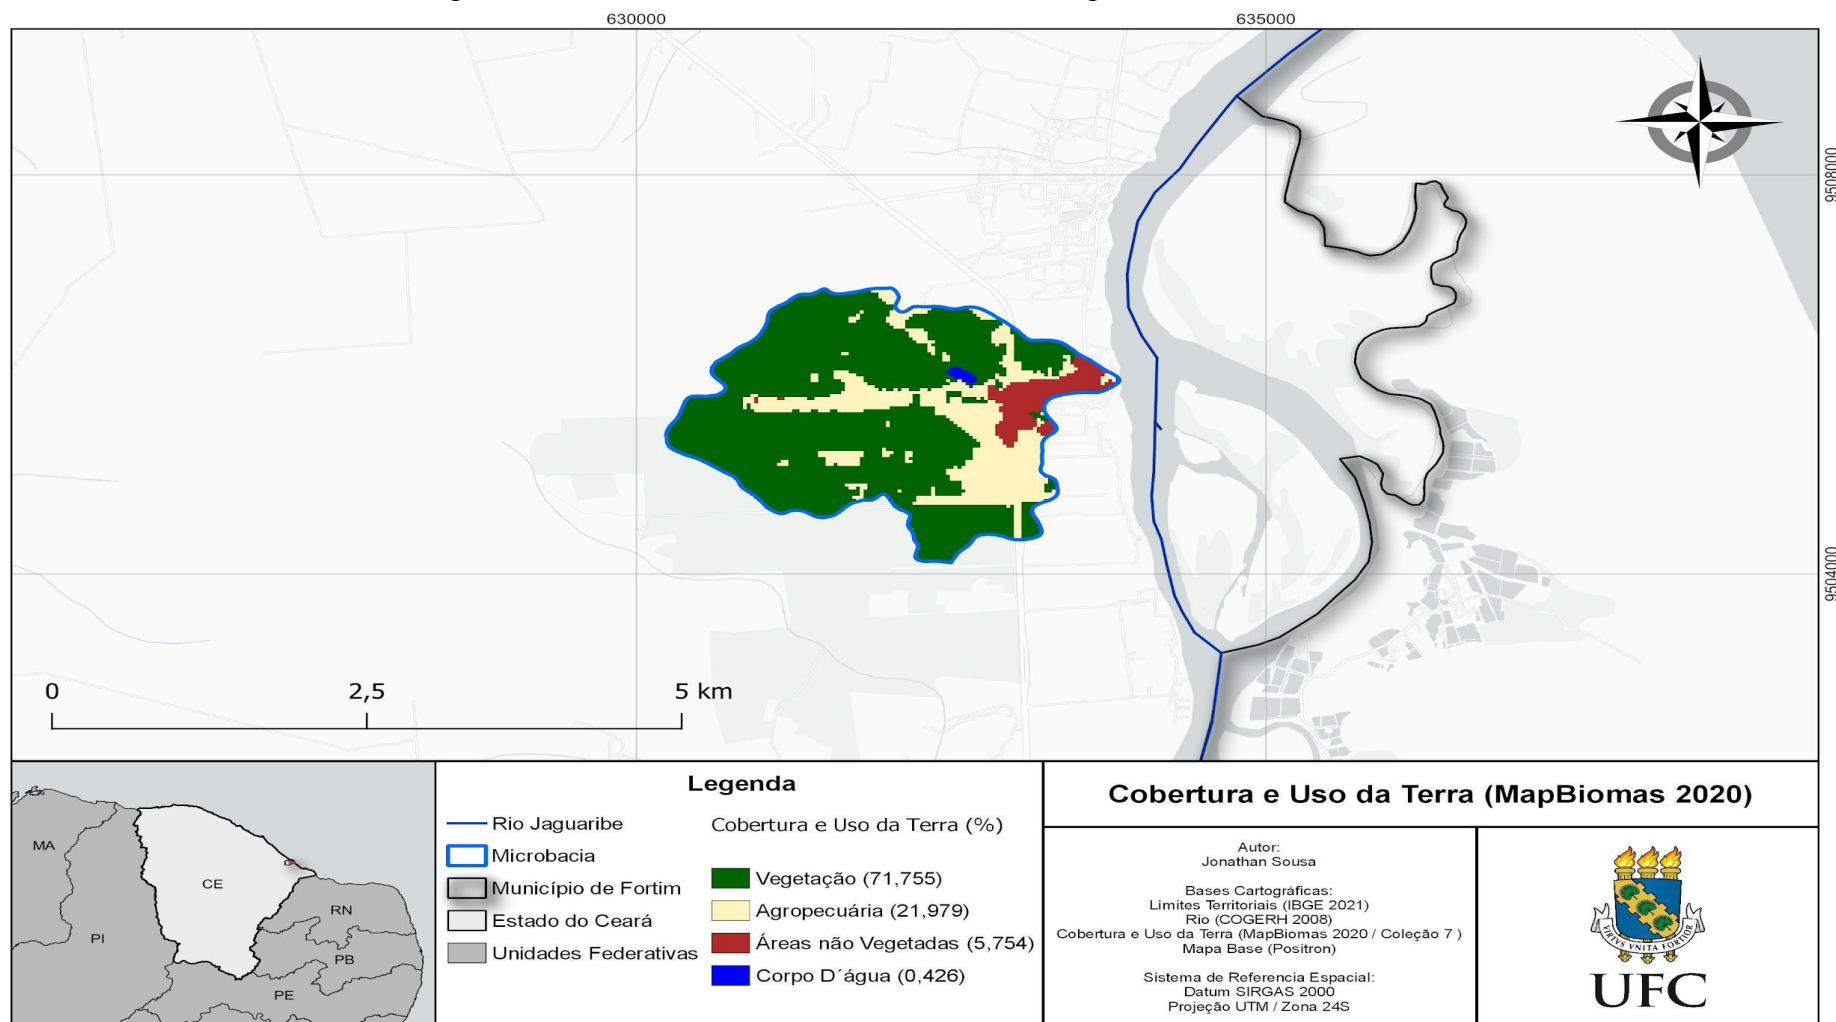 630000
635000
9508000
9504000
0
2,5
5 km
MA
CE
PI
RN
PB
PE
Legenda
Rio Jaguaribe
Microbacia
Município de Fortim
Estado do Ceará
Unidades Federativas
Cobertura e Uso da Terra (%)
Vegetação (71,755)
Agropecuária (21,979)
Áreas não Vegetadas (5,754)
Corpo D´água (0,426)
Cobertura e Uso da Terra (MapBiomas 2020)
Autor:
Jonathan Sousa
Bases Cartográficas:
Limites Territoriais (IBGE 2021)
Rio (COGERH 2008)
Cobertura e Uso da Terra (MapBiomas 2020 / Coleção 7 )
Mapa Base (Positron)
Sistema de Referencia Espacial:
Datum SIRGAS 2000
Projeção UTM / Zona 24S
VIRTVS VNITA FORTIOR
UFC